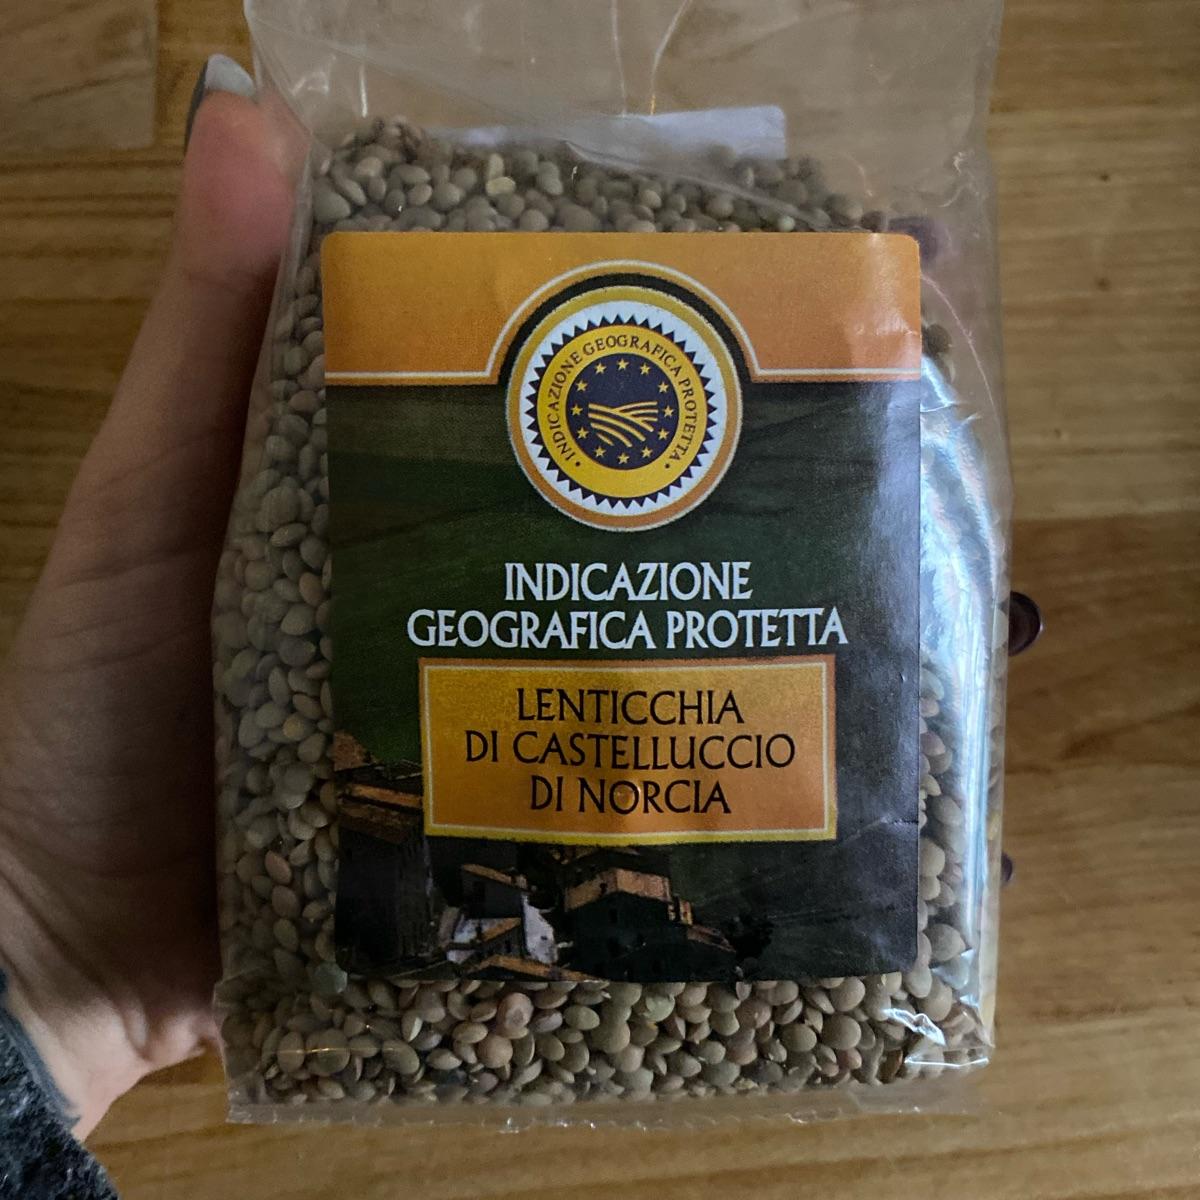 · INDICAZIONE GEOGRAFICA PROTETTA ·
INDICAZIONE
GEOGRAFICA PROTETTA
LENTICCHIA
DI CASTELLUCCIO
DI NORCIA